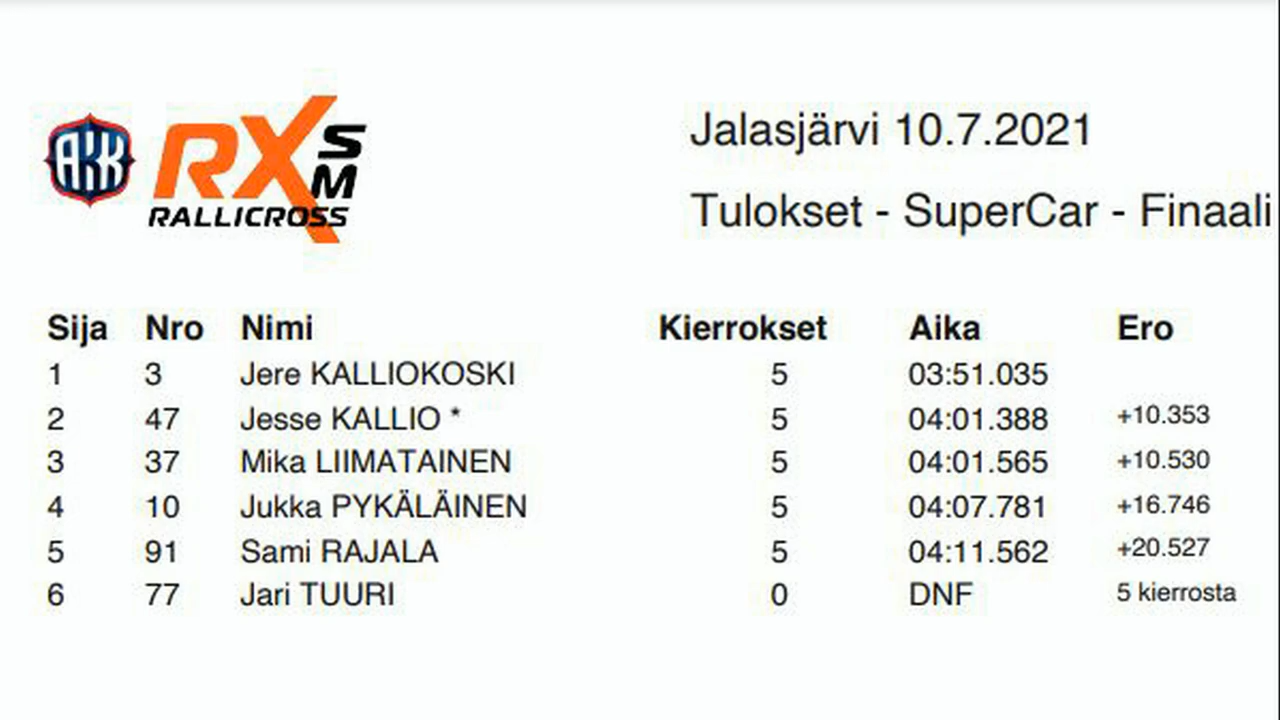 AKK RX SM
RALLICROSS
Jalasjärvi 10.7.2021
Tulokset - SuperCar - Finaali
Sija Nro Nimi Kierrokset Aika Ero
1 3 Jere KALLIOKOSKI 5 03:51.035
2 47 Jesse KALLIO * 5 04:01.388 +10.353
3 37 Mika LIIMATAINEN 5 04:01.565 +10.530
4 10 Jukka PYKÄLÄINEN 5 04:07.781 +16.746
5 91 Sami RAJALA 5 04:11.562 +20.527
6 77 Jari TUURI 0 DNF 5 kierrosta